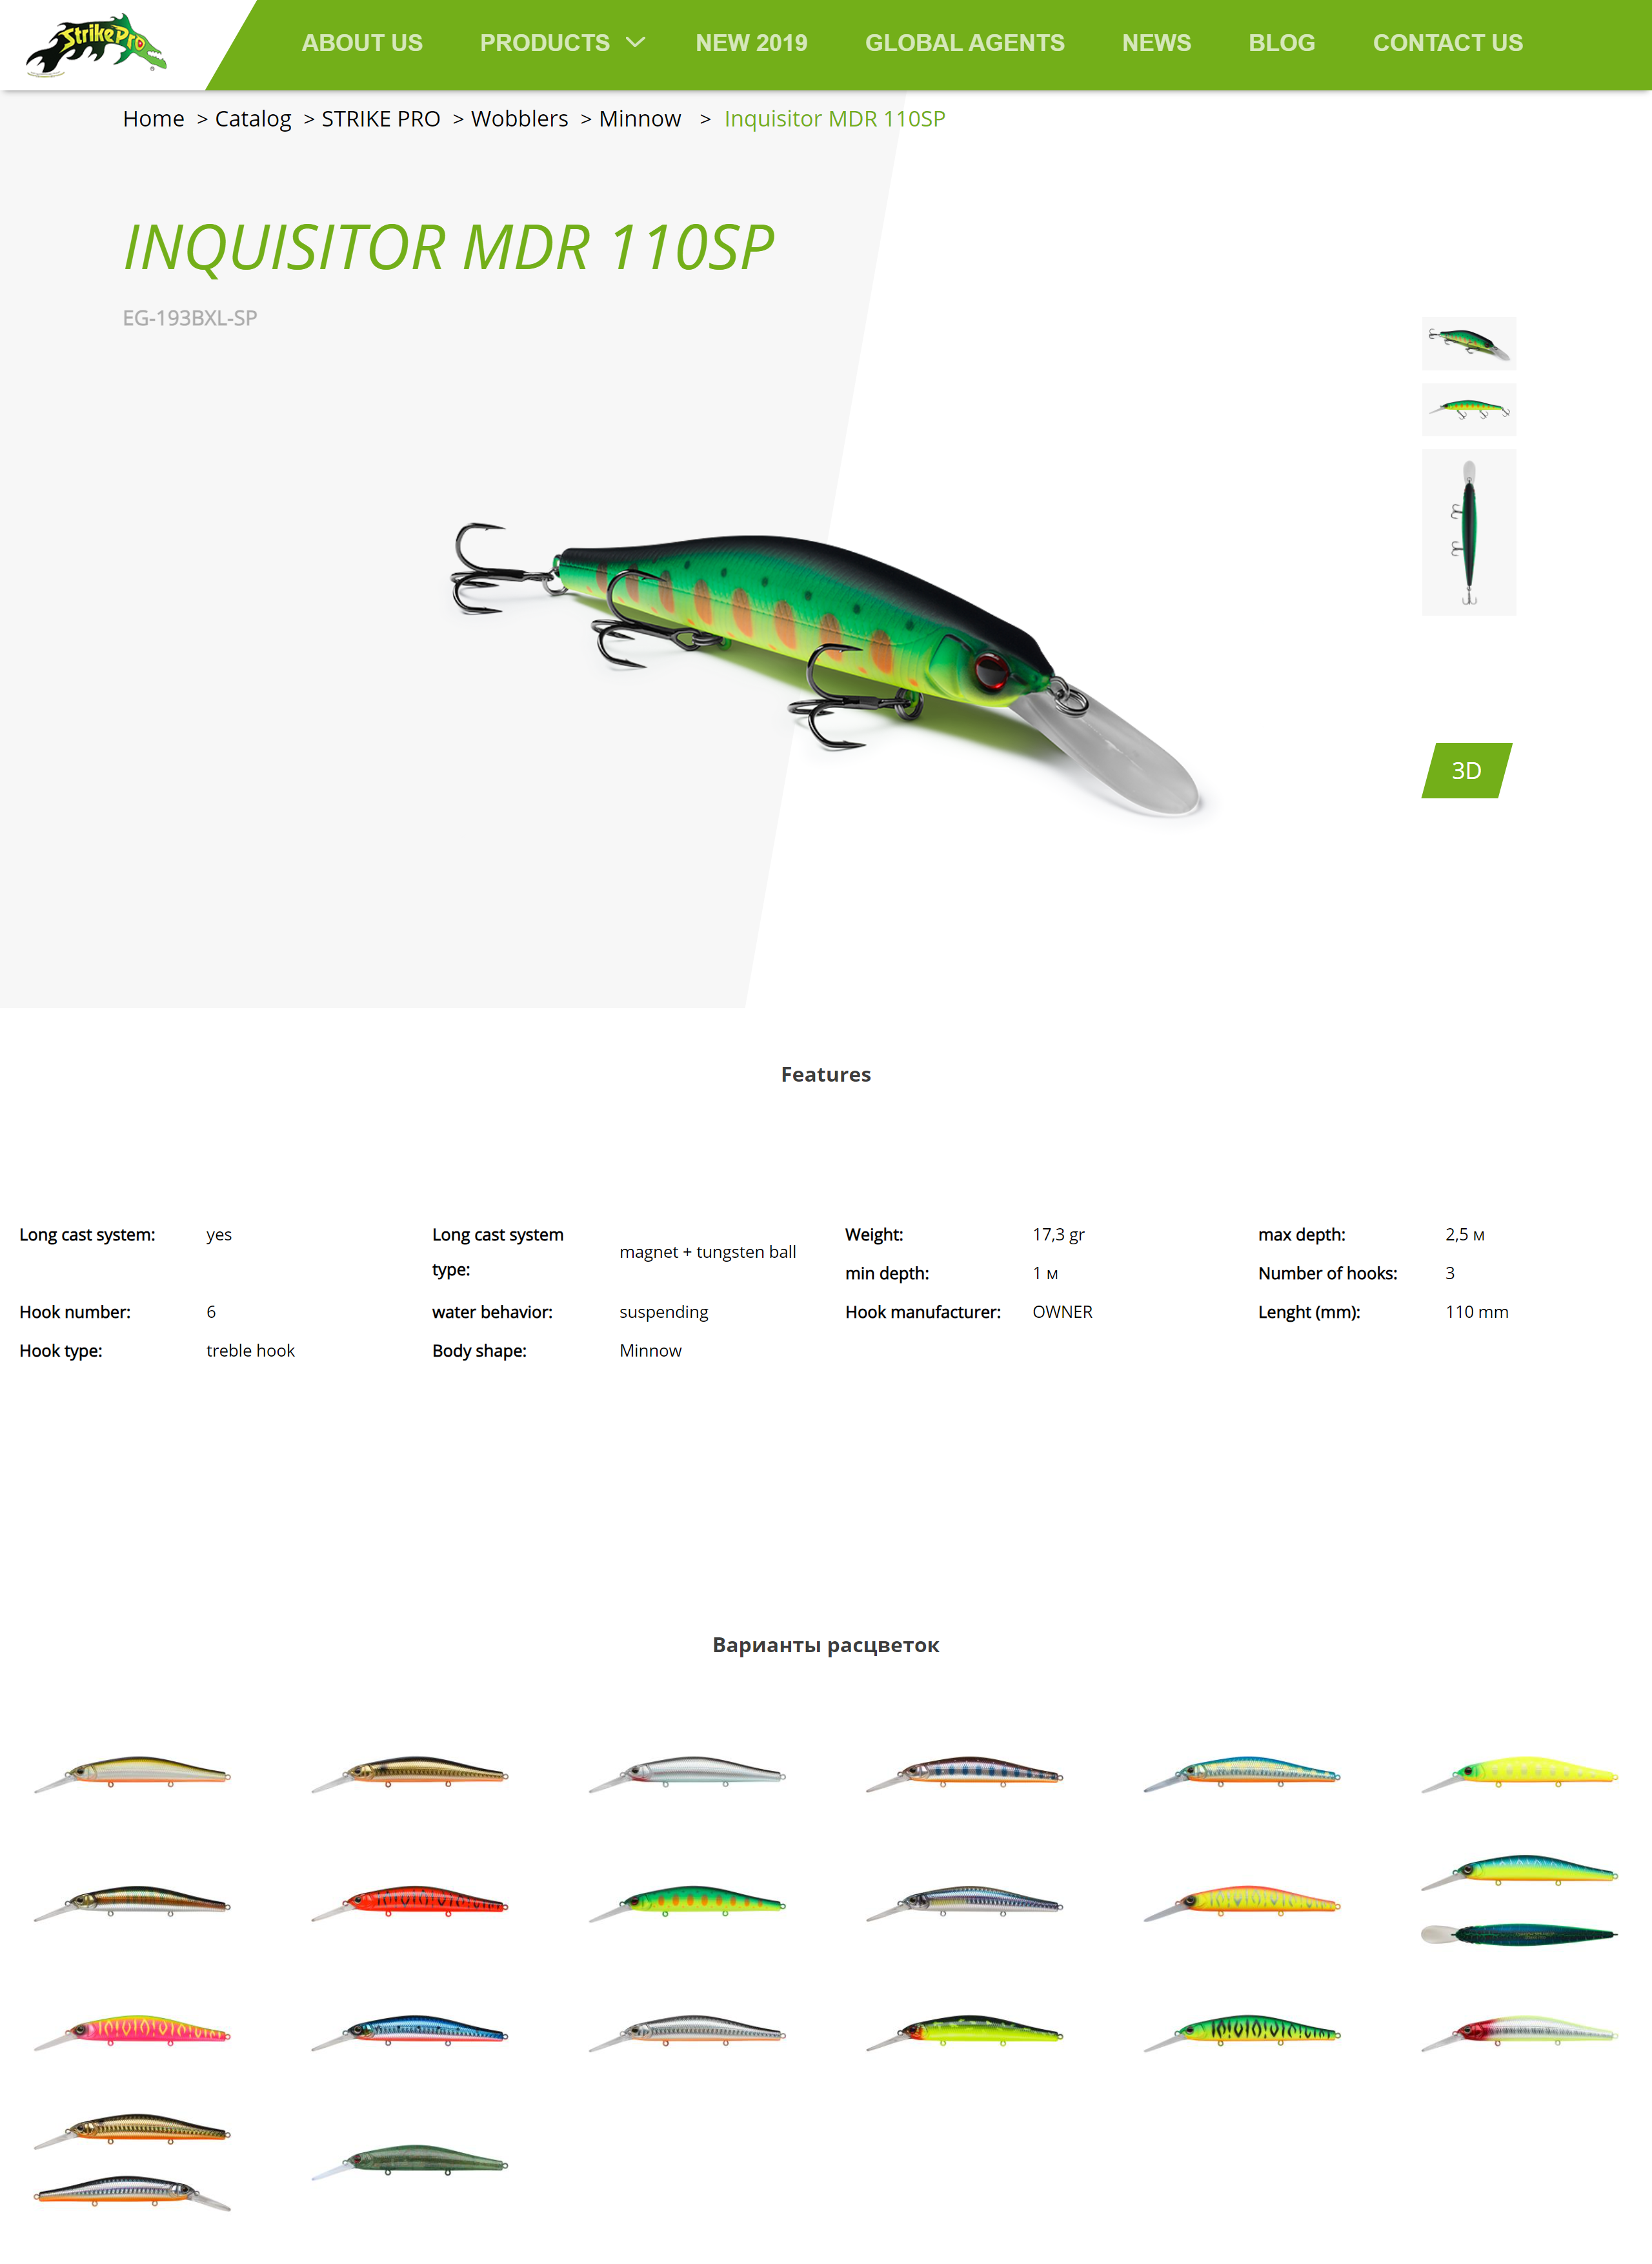 StrikePro
ABOUT US
PRODUCTS
NEW 2019
GLOBAL AGENTS
NEWS
BLOG
CONTACT US
Home > Catalog > STRIKE PRO > Wobblers > Minnow > Inquisitor MDR 110SP
INQUISITOR MDR 110SP
EG-193BXL-SP
3D
Features
Long cast system: yes
Long cast system
type: magnet + tungsten ball
Weight: 17,3 gr
max depth: 2,5 м
min depth: 1 м
Number of hooks: 3
Hook number: 6
water behavior: suspending
Hook manufacturer: OWNER
Lenght (mm): 110 mm
Hook type: treble hook
Body shape: Minnow
Варианты расцветок